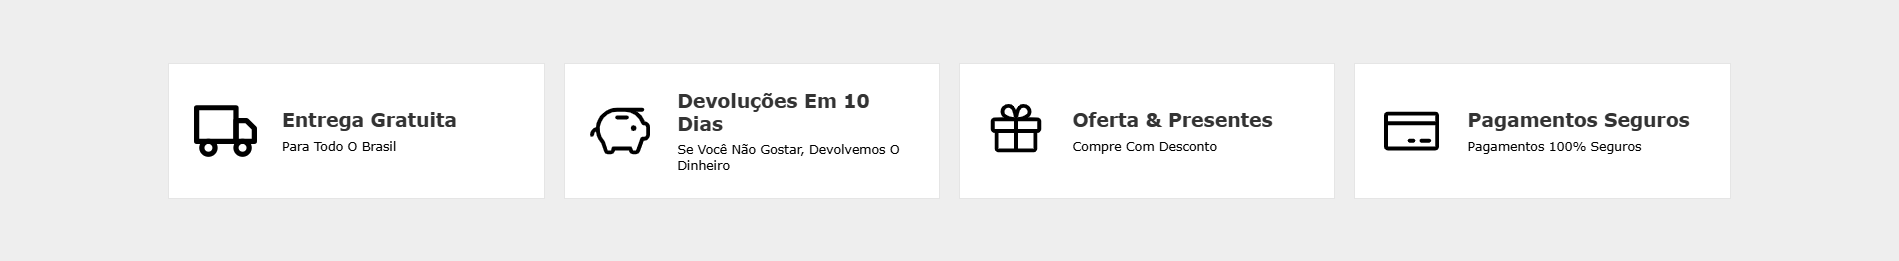 Entrega Gratuita
Para Todo O Brasil
Devoluções Em 10
Dias
Se Você Não Gostar, Devolvemos O
Dinheiro
Oferta & Presentes
Compre Com Desconto
Pagamentos Seguros
Pagamentos 100% Seguros